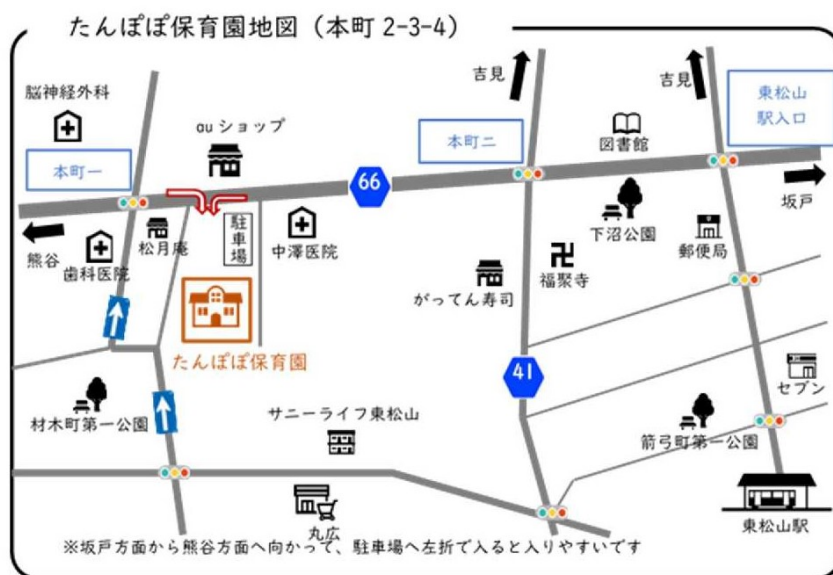 たんぽぽ保育園地図（本町2-3-4）
吉見
吉見
脳神経外科
東松山
駅入口
auショップ
図書館
本町二
本町一
66
坂戸
駐車場
熊谷
松月庵
歯科医院
中澤医院
下沼公園
郵便局
福聚寺
がってん寿司
たんぽぽ保育園
41
セブン
サニーライフ東松山
材木町第一公園
箭弓町第一公園
丸広
東松山駅
※坂戸方面から熊谷方面へ向かって、駐車場へ左折で入ると入りやすいです